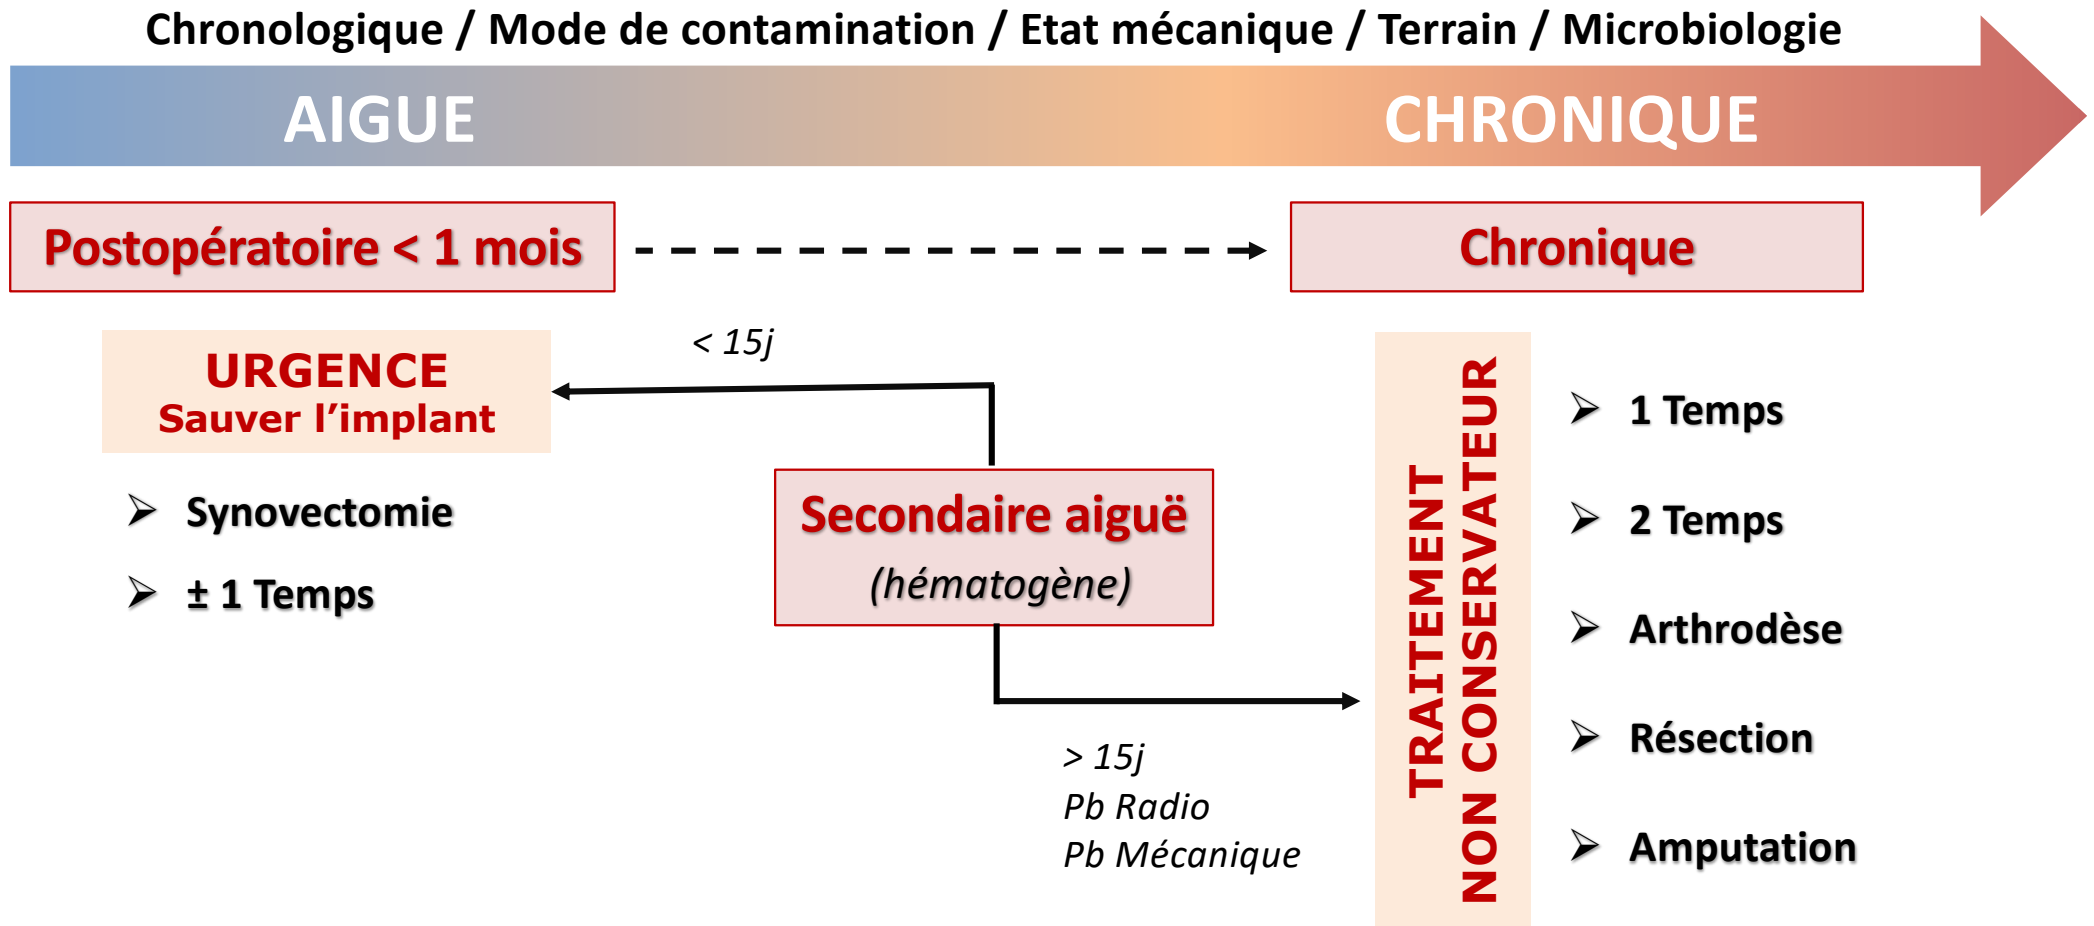 Chronologique / Mode de contamination / Etat mécanique / Terrain / Microbiologie
AIGUE
CHRONIQUE
Postopératoire < 1 mois
Chronique
< 15j
URGENCE
Sauver l’implant
Synovectomie
± 1 Temps
Secondaire aiguë
(hématogène)
> 15j
Pb Radio
Pb Mécanique
TRAITEMENT
NON CONSERVATEUR
1 Temps
2 Temps
Arthrodèse
Résection
Amputation